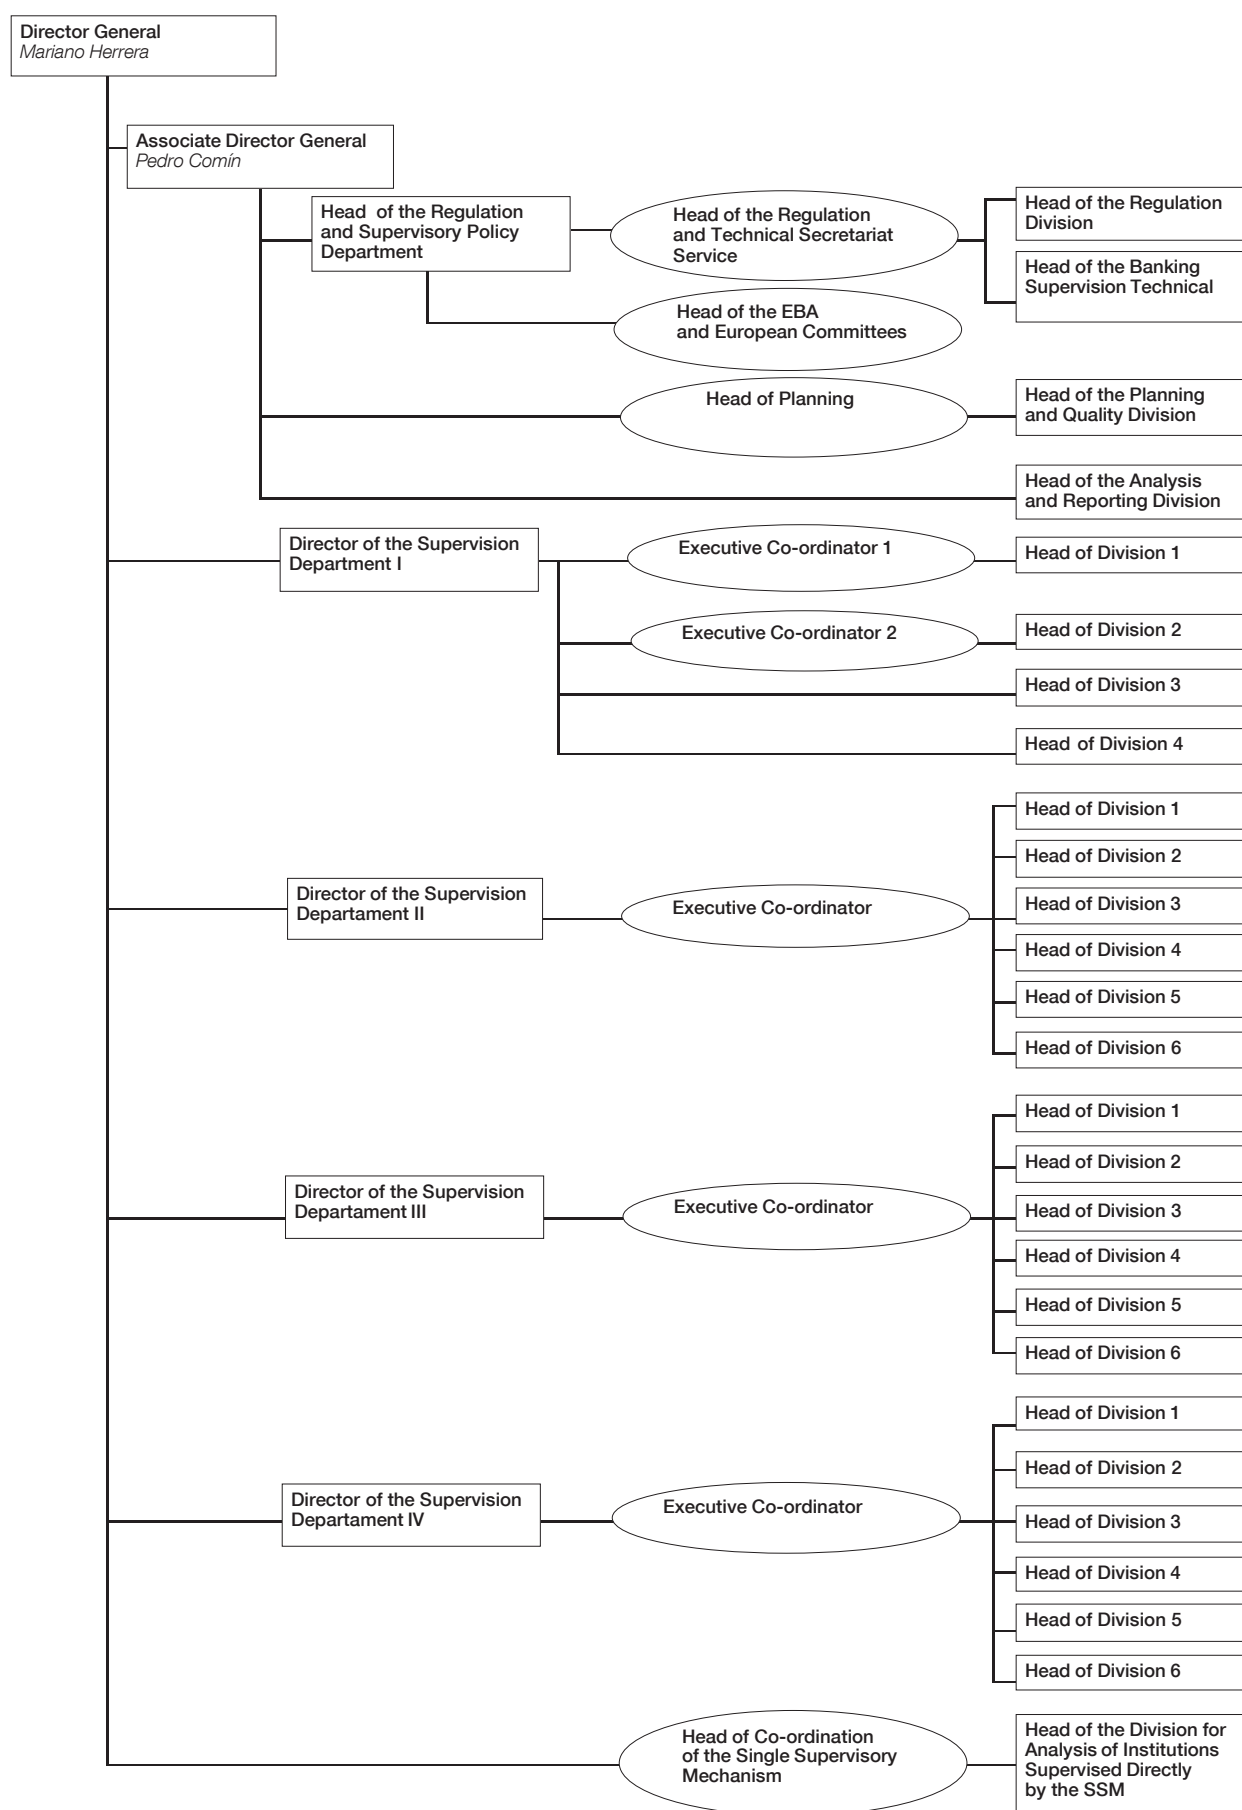 Director General
Mariano Herrera
Associate Director General
Pedro Comín
Head of the Regulation
and Supervisory Policy
Department
Head of the Regulation
and Technical Secretariat
Service
Head of the Regulation
Division
Head of the Banking
Supervision Technical
Head of the EBA
and European Committees
Head of Planning
Head of the Planning
and Quality Division
Head of the Analysis
and Reporting Division
Director of the Supervision
Department I
Executive Co-ordinator 1
Head of Division 1
Executive Co-ordinator 2
Head of Division 2
Head of Division 3
Head of Division 4
Director of the Supervision
Departament II
Executive Co-ordinator
Head of Division 1
Head of Division 2
Head of Division 3
Head of Division 4
Head of Division 5
Head of Division 6
Director of the Supervision
Departament III
Executive Co-ordinator
Head of Division 1
Head of Division 2
Head of Division 3
Head of Division 4
Head of Division 5
Head of Division 6
Director of the Supervision
Departament IV
Executive Co-ordinator
Head of Division 1
Head of Division 2
Head of Division 3
Head of Division 4
Head of Division 5
Head of Division 6
Head of Co-ordination
of the Single Supervisory
Mechanism
Head of the Division for
Analysis of Institutions
Supervised Directly
by the SSM